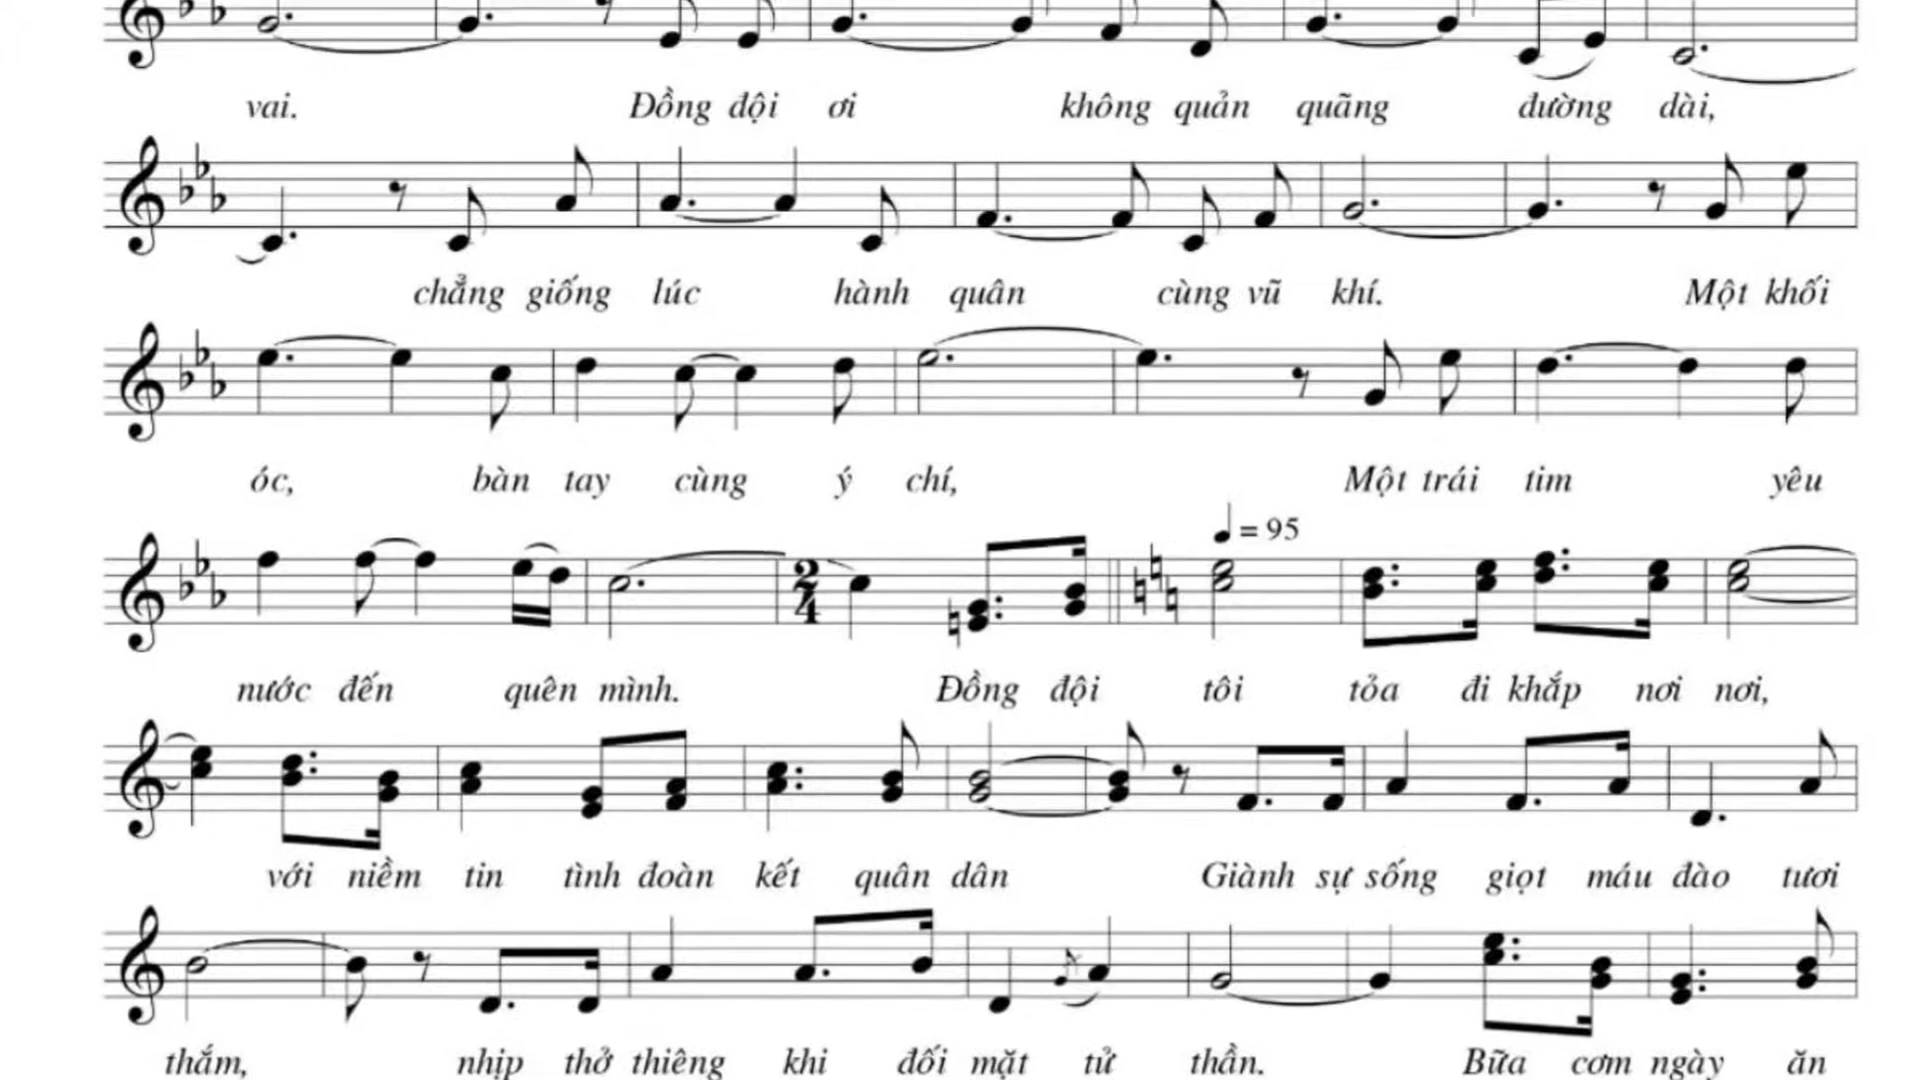 vai. Đồng đội ơi không quản quãng đường dài,
chẳng giống lúc hành quân cùng vũ khí. Một khối
óc, bàn tay cùng ý chí, Một trái tim yêu
= 95
2
4
nước đến quên mình. Đồng đội tôi tỏa đi khắp nơi nơi,
với niềm tin tình đoàn kết quân dân Giành sự sống giọt máu đào tươi
thắm, nhịp thở thiêng khi đối mặt tử thần. Bữa cơm ngày ăn